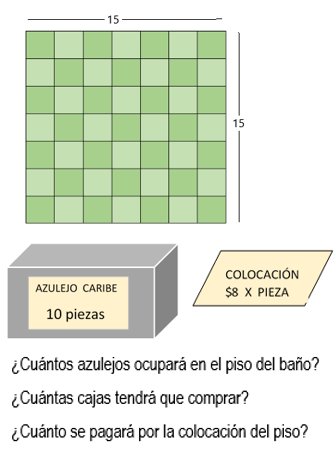 15
15
AZULEJO CARIBE
10 piezas
COLOCACIÓN
$8 X PIEZA
¿Cuántos azulejos ocupará en el piso del baño?
¿Cuántas cajas tendrá que comprar?
¿Cuánto se pagará por la colocación del piso?